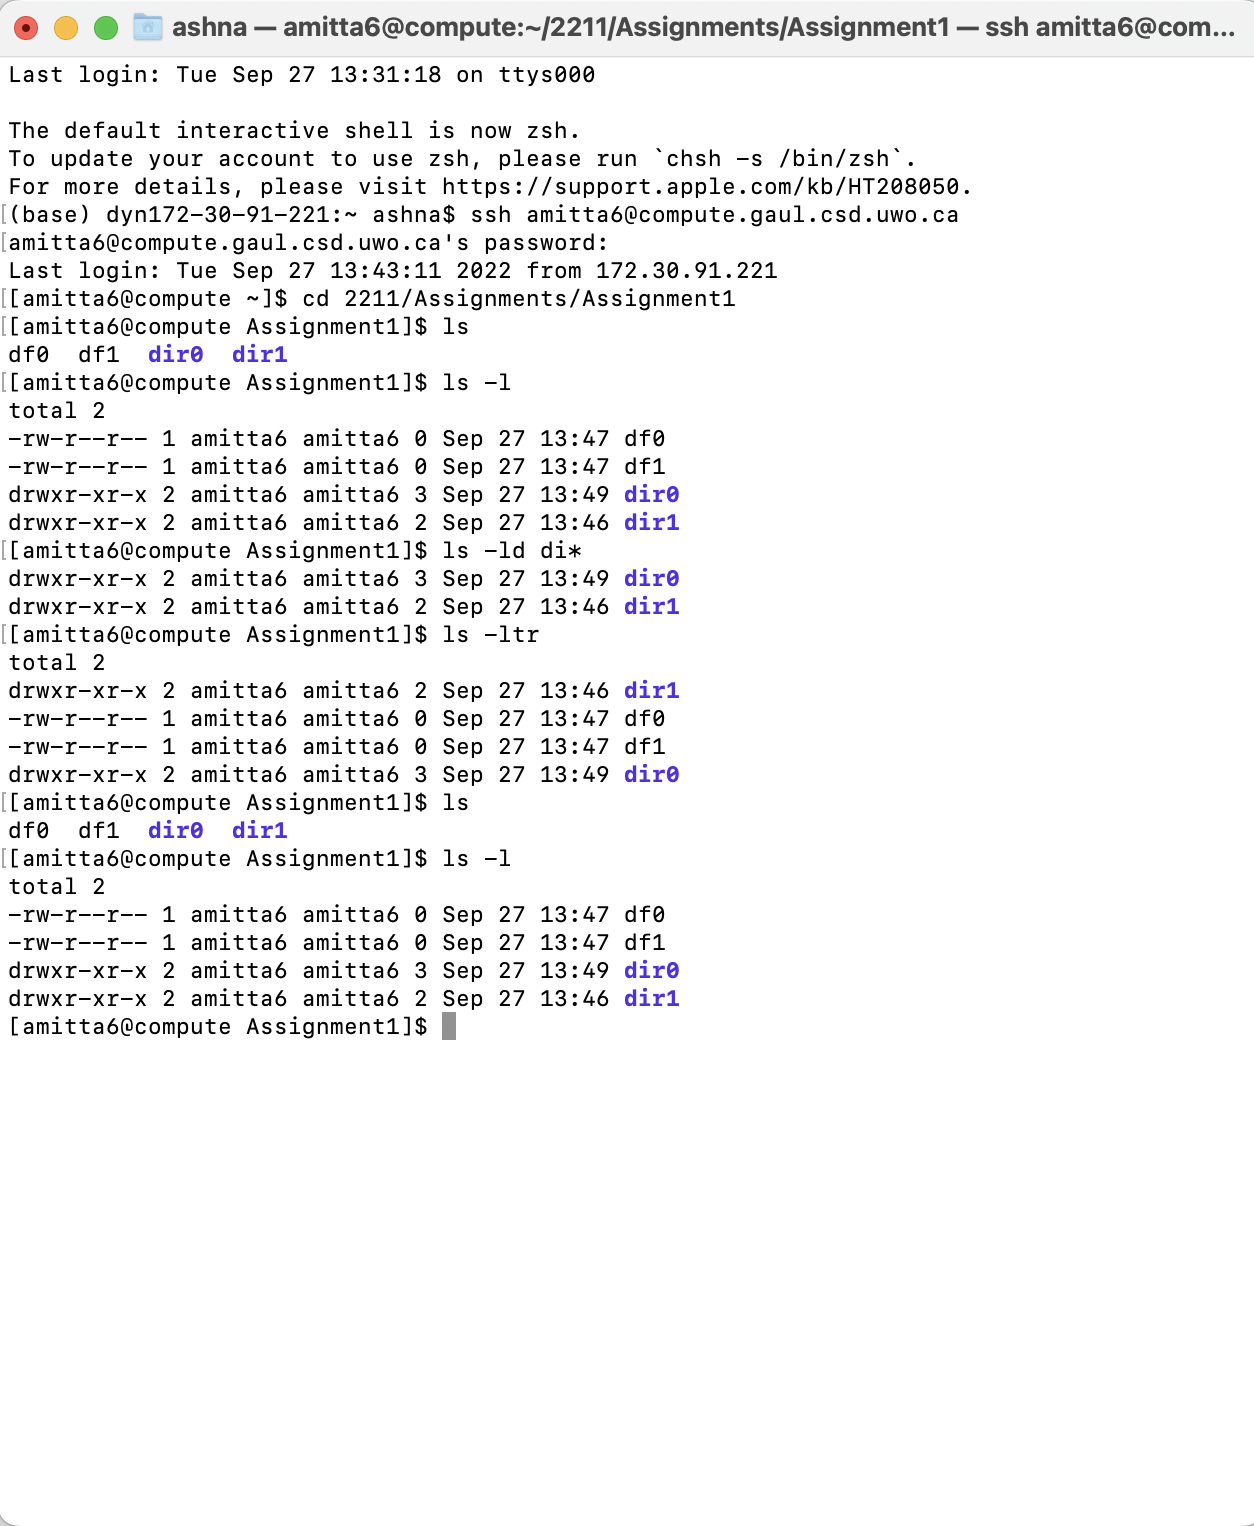 ashna — amitta6@compute:~/2211/Assignments/Assignment1 — ssh amitta6@com...
Last login: Tue Sep 27 13:31:18 on ttys000
The default interactive shell is now zsh.
To update your account to use zsh, please run `chsh -s /bin/zsh`.
For more details, please visit https://support.apple.com/kb/HT208050.
[(base) dyn172-30-91-221:~ ashna$ ssh amitta6@compute.gaul.csd.uwo.ca
[amitta6@compute.gaul.csd.uwo.ca's password:
Last login: Tue Sep 27 13:43:11 2022 from 172.30.91.221
[[amitta6@compute ~]$ cd 2211/Assignments/Assignment1
[[amitta6@compute Assignment1]$ ls
df0  df1  dir0  dir1
[[amitta6@compute Assignment1]$ ls -l
total 2
-rw-r--r-- 1 amitta6 amitta6 0 Sep 27 13:47 df0
-rw-r--r-- 1 amitta6 amitta6 0 Sep 27 13:47 df1
drwxr-xr-x 2 amitta6 amitta6 3 Sep 27 13:49 dir0
drwxr-xr-x 2 amitta6 amitta6 2 Sep 27 13:46 dir1
[[amitta6@compute Assignment1]$ ls -ld di*
drwxr-xr-x 2 amitta6 amitta6 3 Sep 27 13:49 dir0
drwxr-xr-x 2 amitta6 amitta6 2 Sep 27 13:46 dir1
[[amitta6@compute Assignment1]$ ls -ltr
total 2
drwxr-xr-x 2 amitta6 amitta6 2 Sep 27 13:46 dir1
-rw-r--r-- 1 amitta6 amitta6 0 Sep 27 13:47 df0
-rw-r--r-- 1 amitta6 amitta6 0 Sep 27 13:47 df1
drwxr-xr-x 2 amitta6 amitta6 3 Sep 27 13:49 dir0
[[amitta6@compute Assignment1]$ ls
df0  df1  dir0  dir1
[[amitta6@compute Assignment1]$ ls -l
total 2
-rw-r--r-- 1 amitta6 amitta6 0 Sep 27 13:47 df0
-rw-r--r-- 1 amitta6 amitta6 0 Sep 27 13:47 df1
drwxr-xr-x 2 amitta6 amitta6 3 Sep 27 13:49 dir0
drwxr-xr-x 2 amitta6 amitta6 2 Sep 27 13:46 dir1
[amitta6@compute Assignment1]$